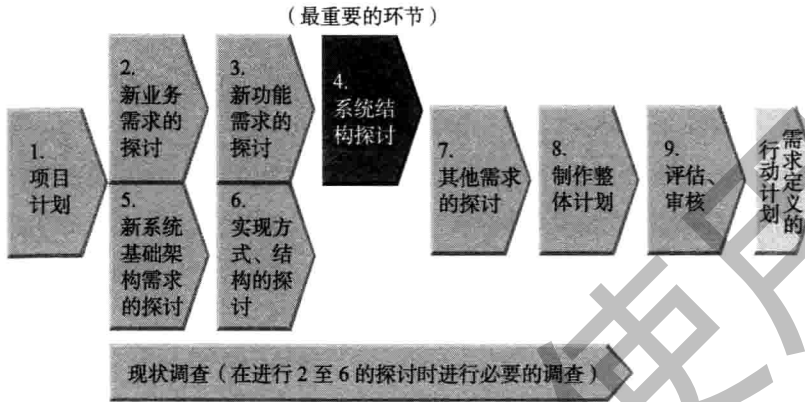 （最重要的环节）
1.
项目
计划
2.
新业务
需求的
探讨
3.
新功能
需求的
探讨
4.
系统结
构探讨
5.
新系统
基础架
构需求
的探讨
6.
实现方
式、结
构的探
讨
7.
其他需求
的探讨
8.
制作整
体计划
9.
评估、
审核
需求定义的
行动计划
现状调查（在进行 2 至 6 的探讨时进行必要的调查）